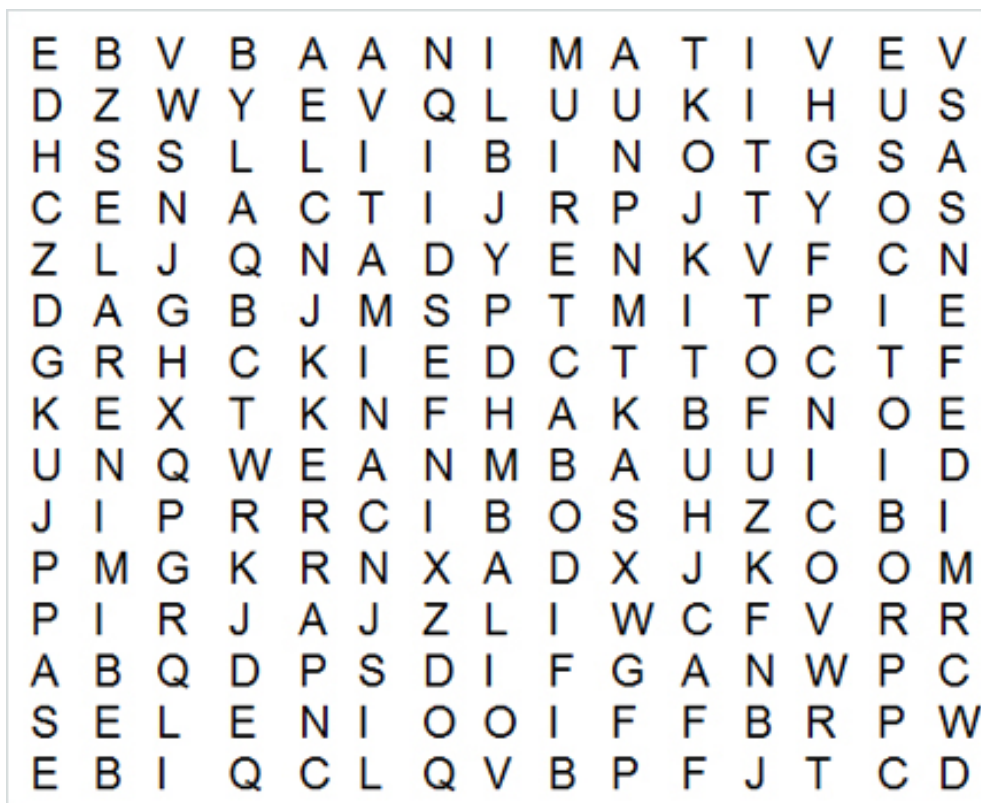 E B V B A A N I M A T I V E V
D Z W Y E V Q L U U K I H U S
H S S L L I I B I N O T G S A
C E N A C T I J R P J T Y O S
Z L J Q N A D Y E N K V F C N
D A G B J M S P T M I T P I E
G R H C K I E D C T T O C T F
K E X T K N F H A K B F N O E
U N Q W E A N M B A U U I I D
J I P R R C I B O S H Z C B I
P M G K R N X A D X J K O O M
P I R J A J Z L I W C F V R R
A B Q D P S D I F G A N W P C
S E L E N I O O I F F B R P W
E B I Q C L Q V B P F J T C D